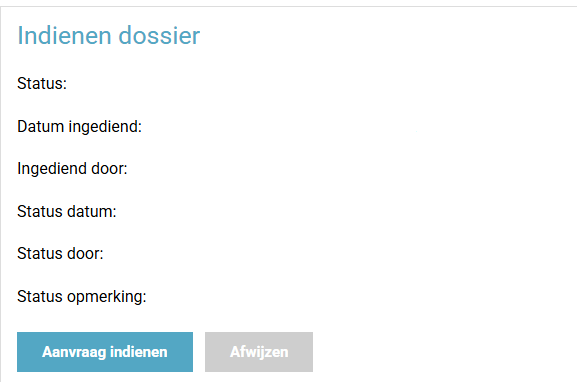 Indienen dossier
Status:
Datum ingediend:
Ingediend door:
Status datum:
Status door:
Status opmerking:
Aanvraag indienen Afwijzen